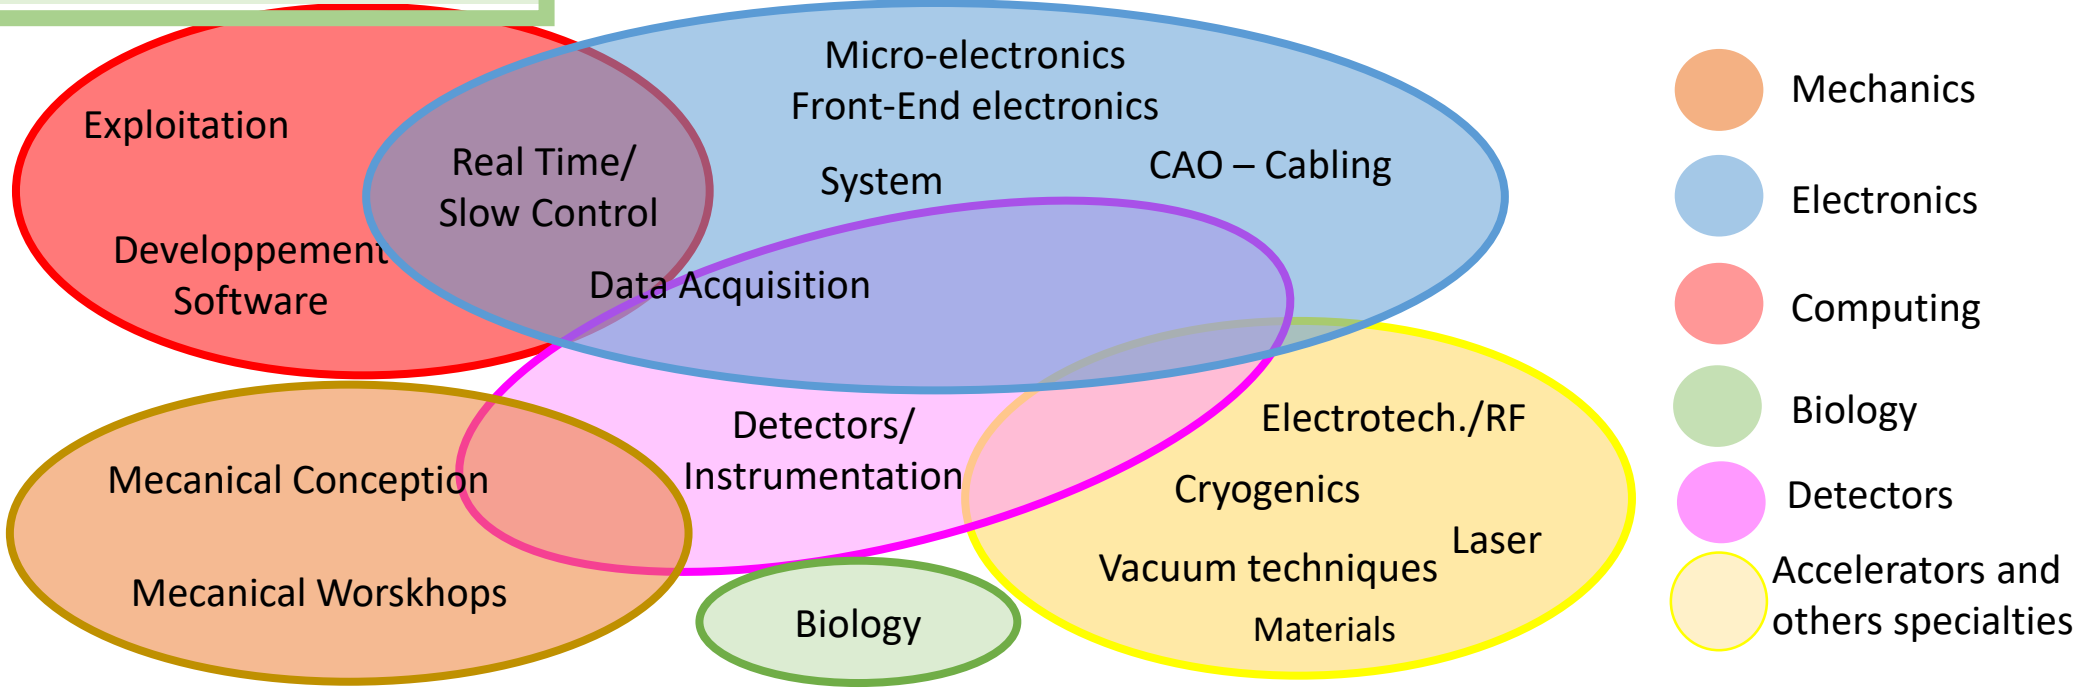 Exploitation
Developpement
Software
Real Time/
Slow Control
Data Acquisition
Micro-electronics
Front-End electronics
System
CAO – Cabling
Detectors/
Instrumentation
Mecanical Conception
Mecanical Worskhops
Biology
Electrotech./RF
Cryogenics
Laser
Vacuum techniques
Materials
Mechanics
Electronics
Computing
Biology
Detectors
Accelerators and
others specialties